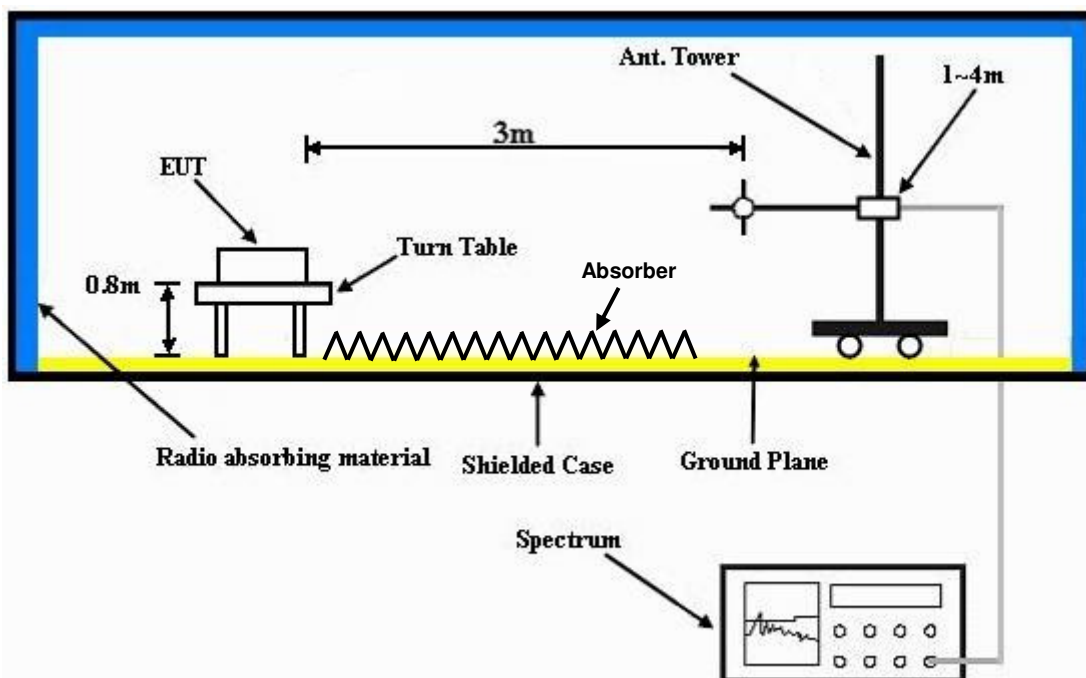 Ant. Tower
1~4m
3m
EUT
Turn Table
Absorber
0.8m
Radio absorbing material
Shielded Case
Ground Plane
Spectrum